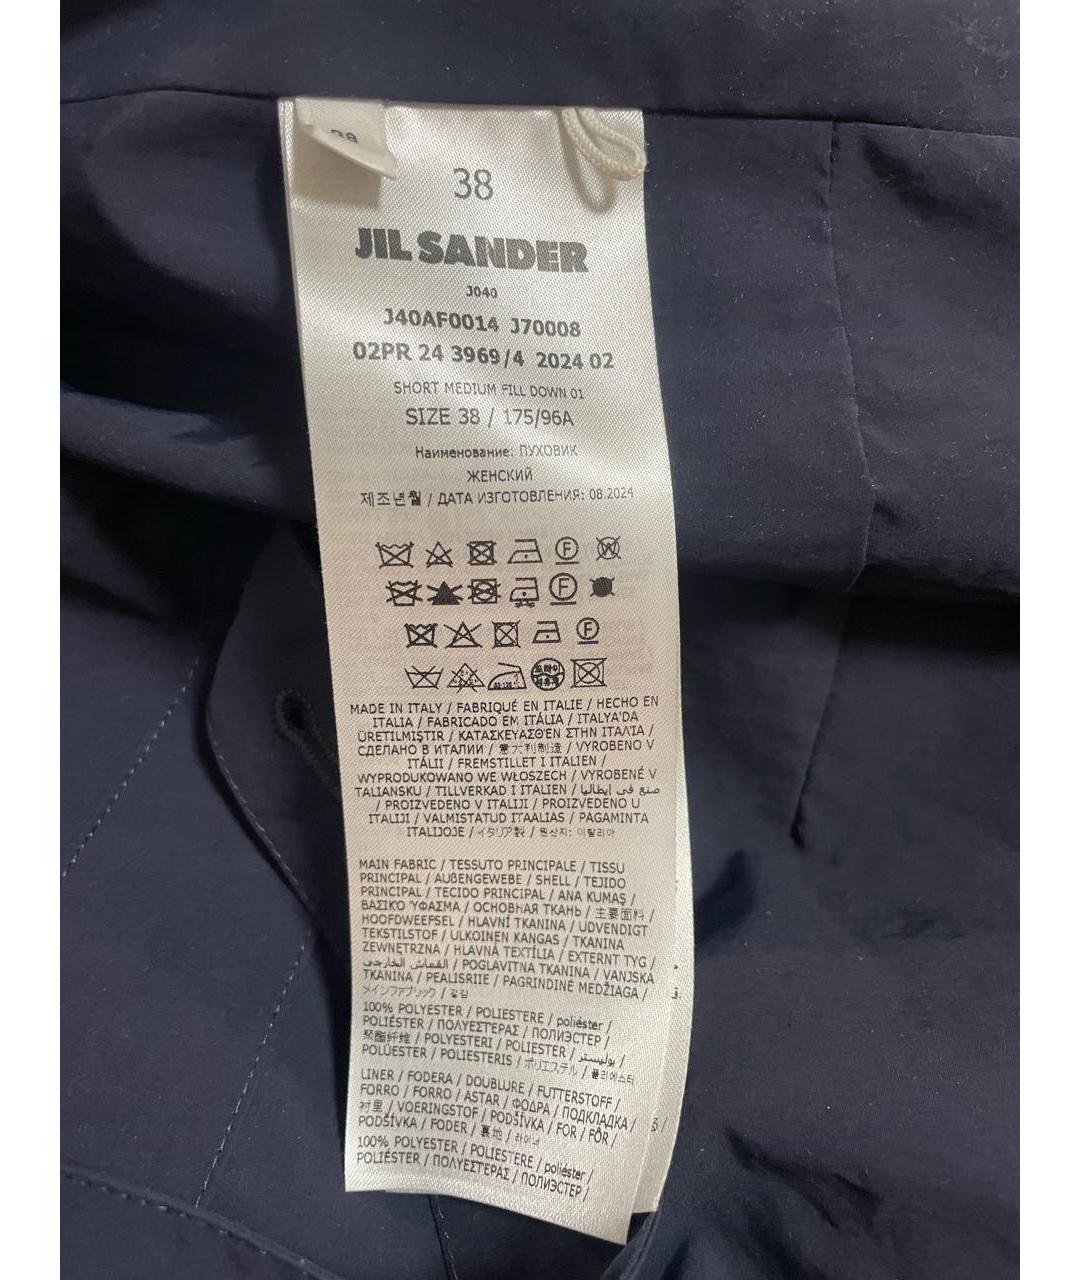 38
JIL SANDER
J040
J40AF0014 J70008
02PR 24 3969/4 2024 02
SHORT MEDIUM FILL DOWN 01
SIZE 38 / 175/96A
Наименование: ПУХОВИК
ЖЕНСКИЙ
제조년월 / ДАТА ИЗГОТОВЛЕНИЯ: 08.2024
F W
F
F
MADE IN ITALY / FABRIQUÉ EN ITALIE / HECHO EN
ITALIA / FABRICADO EM ITÁLIA / ITALYA'DA
ÜRETILMIŞTIR / ΚΑΤΑΣΚΕΥΑΣΘΈΝ ΣΤΗΝ ΙΤΑΛΊΑ /
СДЕЛАНО В ИТАЛИИ / 意大利制造 / VYROBENO V
ITÁLII / FREMSTILLET I ITALIEN /
WYPRODUKOWANO WE WŁOSZECH / VYROBENÉ V
TALIANSKU / TILLVERKAD I ITALIEN / صنع في إيطاليا
/ PROIZVEDENO V ITALIJI / PROIZVEDENO U
ITALIJI / VALMISTATUD ITAALIAS / PAGAMINTA
ITALIJOJE / イタリア製 / 원산지: 이탈리아
MAIN FABRIC / TESSUTO PRINCIPALE / TISSU
PRINCIPAL / AUßENGEWEBE / SHELL / TEJIDO
PRINCIPAL / TECIDO PRINCIPAL / ANA KUMAŞ /
ΒΑΣΙΚΌ ΎΦΑΣΜΑ / ОСНОВНАЯ ТКАНЬ / 主要面料 /
HOOFDWEEFSEL / HLAVNÍ TKANINA / UDVENDIGT
TEKSTILSTOF / ULKOINEN KANGAS / TKANINA
ZEWNĘTRZNA / HLAVNÁ TEXTÍLIA / EXTERNT TYG /
القماش الخارجي / POGLAVITNA TKANINA / VANJSKA
TKANINA / PEALISRIIE / PAGRINDINĖ MEDŽIAGA /
メインファブリック / 겉감
100% POLYESTER / POLIESTERE / poliéster /
POLIÉSTER / ΠΟΛΥΕΣΤΕΡΑΣ / ПОЛИЭСТЕР /
聚酯纤维 / POLYESTERI / POLIESTER / بوليستر /
POLÜESTER / POLIESTERIS / ポリエステル / 폴리에스터
LINER / FODERA / DOUBLURE / FUTTERSTOFF /
FORRO / FORRO / ASTAR / ΦΟΔΡΑ / ПОДКЛАДКА /
衬里 / VOERINGSTOF / PODŠÍVKA / FOR / FÔR /
PODSÍVKA / FODER / 裏地 / 라이너
100% POLYESTER / POLIESTERE / poliéster /
POLIÉSTER / ΠΟΛΥΕΣΤΕΡΑΣ / ПОЛИЭСТЕР /